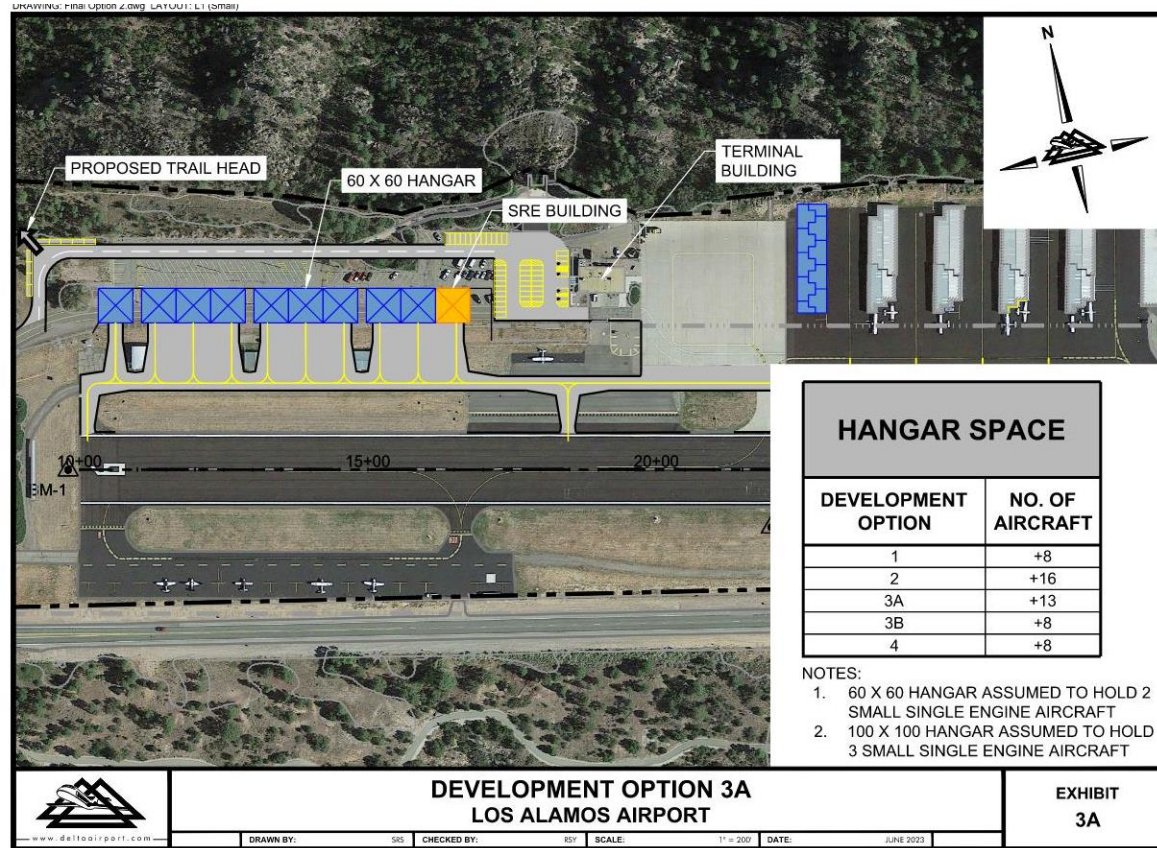 DRAWING: Final Option 2.dwg LAYOUT: L1 (Small)
N
PROPOSED TRAIL HEAD
60 X 60 HANGAR
SRE BUILDING
TERMINAL
BUILDING
10+00
15+00
20+00
BM-1
HANGAR SPACE
DEVELOPMENT
OPTION
NO. OF
AIRCRAFT
1 +8
2 +16
3A +13
3B +8
4 +8
NOTES:
1. 60 X 60 HANGAR ASSUMED TO HOLD 2
SMALL SINGLE ENGINE AIRCRAFT
2. 100 X 100 HANGAR ASSUMED TO HOLD
3 SMALL SINGLE ENGINE AIRCRAFT
www.deltaairport.com
DEVELOPMENT OPTION 3A
LOS ALAMOS AIRPORT
DRAWN BY: SRS CHECKED BY: RSY SCALE: 1" = 200' DATE: JUNE 2023
EXHIBIT
3A